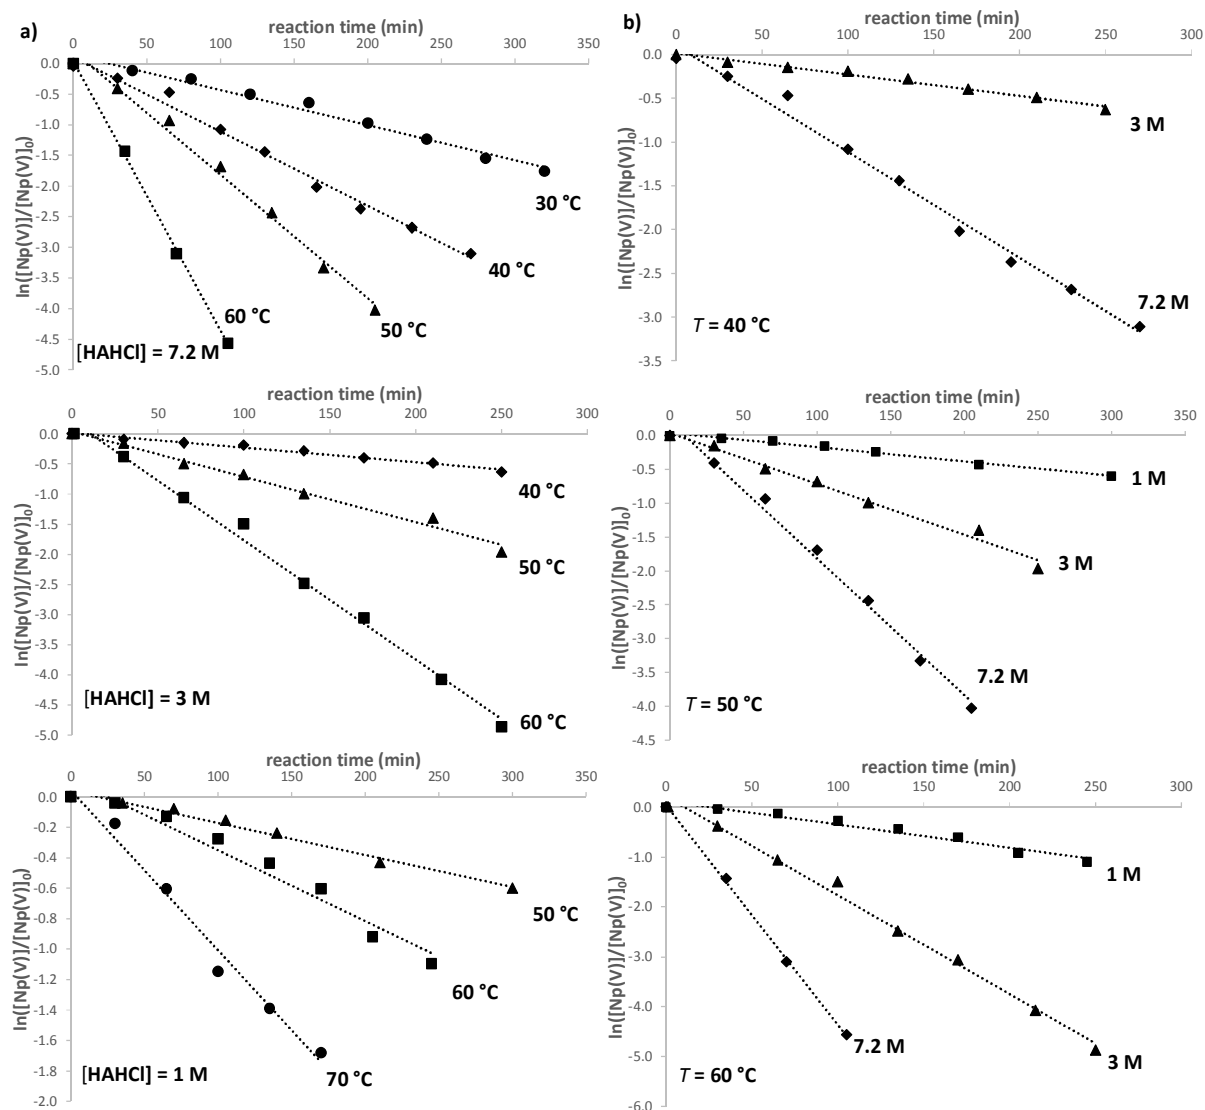 a)
reaction time (min)
0 50 100 150 200 250 300 350
0.0
-0.5
-1.0
-1.5
-2.0
-2.5
-3.0
-3.5
-4.0
-4.5
-5.0
ln([Np(V)]/[Np(V)]0)
30 °C
40 °C
50 °C
60 °C
[HAHCl] = 7.2 M
b)
reaction time (min)
0 50 100 150 200 250 300
0.0
-0.5
-1.0
-1.5
-2.0
-2.5
-3.0
-3.5
ln([Np(V)]/[Np(V)]0)
3 M
7.2 M
T = 40 °C
reaction time (min)
0 50 100 150 200 250 300
0.0
-0.5
-1.0
-1.5
-2.0
-2.5
-3.0
-3.5
-4.0
-4.5
-5.0
ln([Np(V)]/[Np(V)]0)
40 °C
50 °C
60 °C
[HAHCl] = 3 M
reaction time (min)
0 50 100 150 200 250 300 350
0.0
-0.5
-1.0
-1.5
-2.0
-2.5
-3.0
-3.5
-4.0
-4.5
ln([Np(V)]/[Np(V)]0)
1 M
3 M
7.2 M
T = 50 °C
reaction time (min)
0 50 100 150 200 250 300 350
0.0
-0.2
-0.4
-0.6
-0.8
-1.0
-1.2
-1.4
-1.6
-1.8
-2.0
ln([Np(V)]/[Np(V)]0)
50 °C
60 °C
70 °C
[HAHCl] = 1 M
reaction time (min)
0 50 100 150 200 250 300
0.0
-1.0
-2.0
-3.0
-4.0
-5.0
-6.0
ln([Np(V)]/[Np(V)]0)
1 M
7.2 M
3 M
T = 60 °C